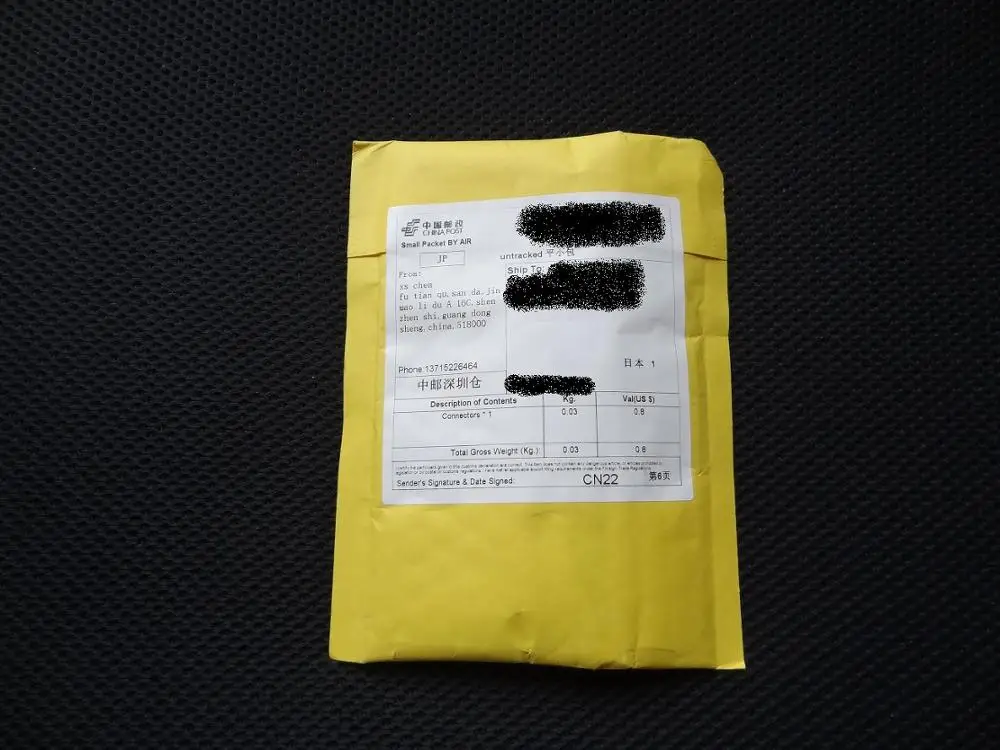 中国邮政
CHINA POST
Small Packet BY AIR
JP
untracked 平小包
From:
xs chen
fu tian qu,san da,jin
mao li du A 16C,shen
zhen shi,guang dong
sheng,china,518000
Ship To:
Phone:13715226464
日本 1
中邮深圳仓
Description of Contents Kg. Val(US $)
Connectors * 1 0.03 0.8
Total Gross Weight (Kg.): 0.03 0.8
Sender's Signature & Date Signed: CN22 第6页